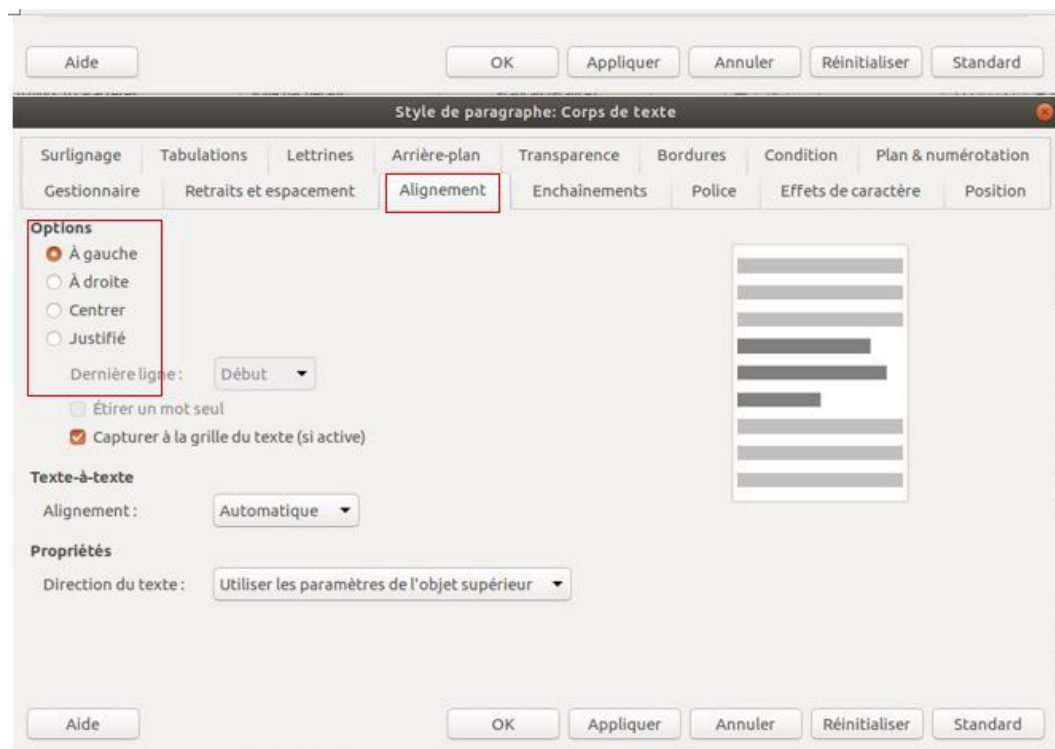 Aide OK Appliquer Annuler Réinitialiser Standard
Style de paragraphe: Corps de texte
Surlignage Tabulations Lettrines Arrière-plan Transparence Bordures Condition Plan & numérotation
Gestionnaire Retraits et espacement Alignement Enchaînements Police Effets de caractère Position
Options
À gauche
À droite
Centrer
Justifié
Dernière ligne : Début
Étirer un mot seul
Capturer à la grille du texte (si active)
Texte-à-texte
Alignement : Automatique
Propriétés
Direction du texte : Utiliser les paramètres de l'objet supérieur
Aide OK Appliquer Annuler Réinitialiser Standard